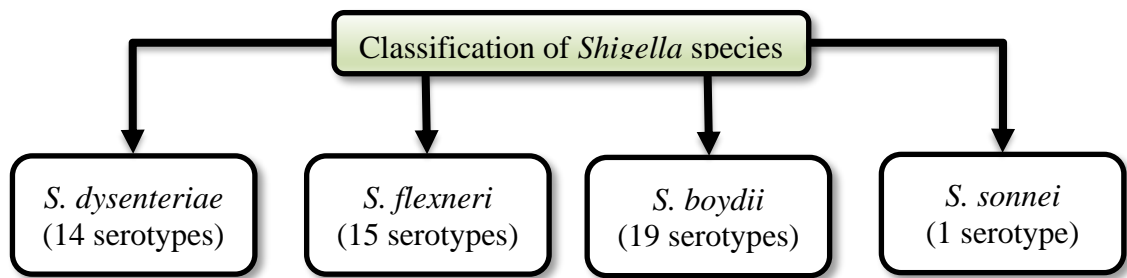 Classification of Shigella species
S. dysenteriae
(14 serotypes)
S. flexneri
(15 serotypes)
S. boydii
(19 serotypes)
S. sonnei
(1 serotype)